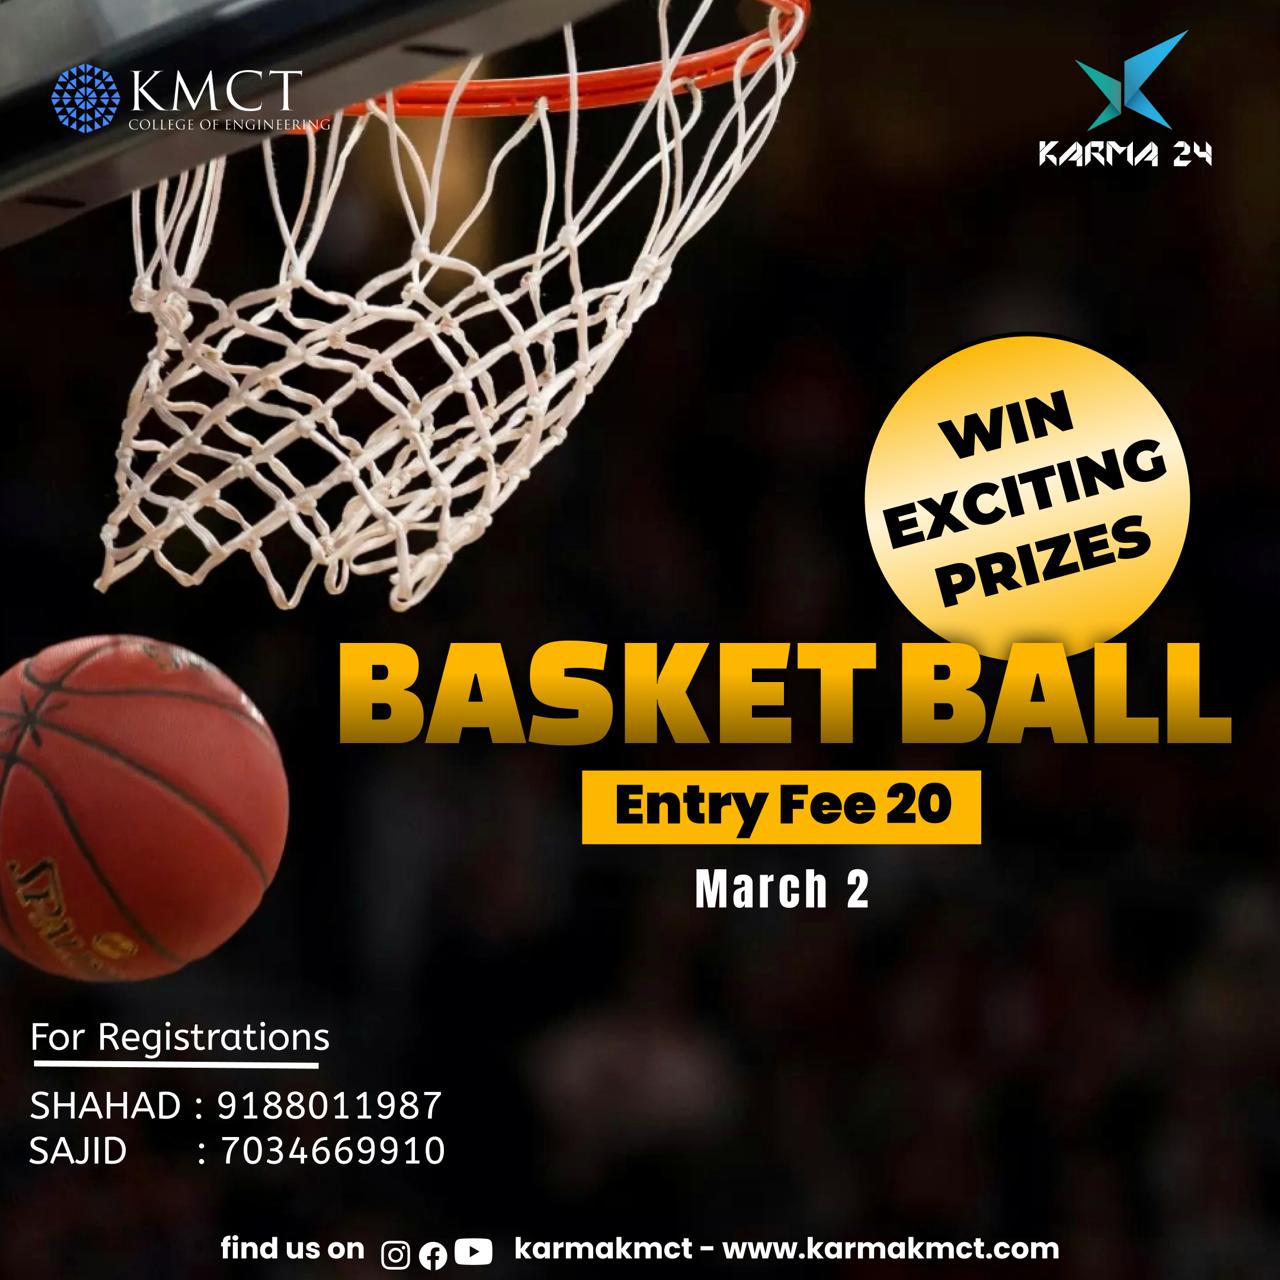 KMCT
COLLEGE OF ENGINEERING
KARMA 24
WIN
EXCITING
PRIZES
BASKET BALL
Entry Fee 20
March 2
For Registrations
SHAHAD : 9188011987
SAJID : 7034669910
find us on karmakmct - www.karmakmct.com